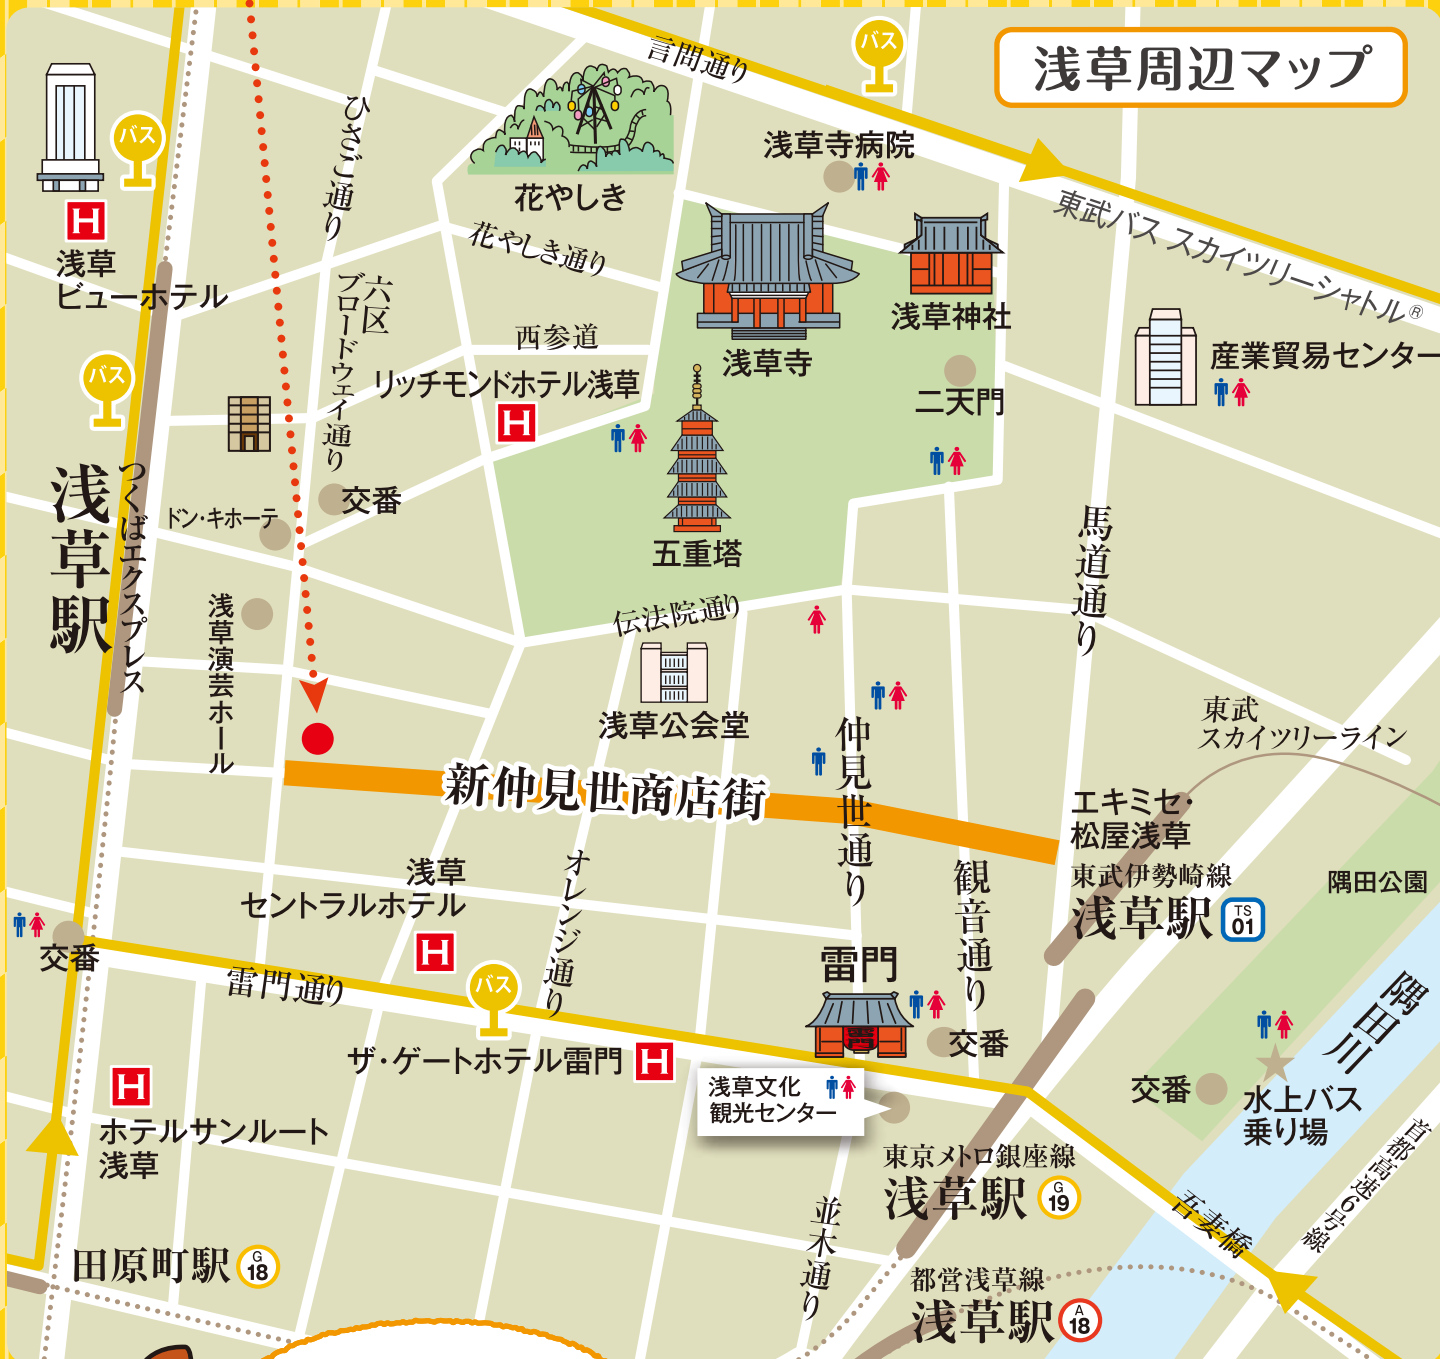 浅草周辺マップ
言問通り
バス
バス
浅草
ビューホテル
H
ひさご通り
花やしき
花やしき通り
浅草寺病院
東武バス スカイツリーシャトル®
浅草寺
浅草神社
二天門
産業貿易センター
六区
ブロードウェイ通り
西参道
リッチモンドホテル浅草
H
バス
つくばエクスプレス
浅草駅
交番
ドン・キホーテ
五重塔
馬道通り
浅草演芸ホール
伝法院通り
浅草公会堂
東武
スカイツリーライン
新仲見世商店街
仲見世通り
エキミセ・
松屋浅草
東武伊勢崎線
浅草駅
TS
01
隅田公園
浅草
セントラルホテル
H
オレンジ通り
観音通り
雷門
交番
交番
雷門通り
バス
ザ・ゲートホテル雷門
H
浅草文化
観光センター
隅田川
交番
水上バス
乗り場
H
ホテルサンルート
浅草
東京メトロ銀座線
浅草駅
G
19
並木通り
吾妻橋
首都高速6号線
田原町駅
G
18
都営浅草線
浅草駅
A
18